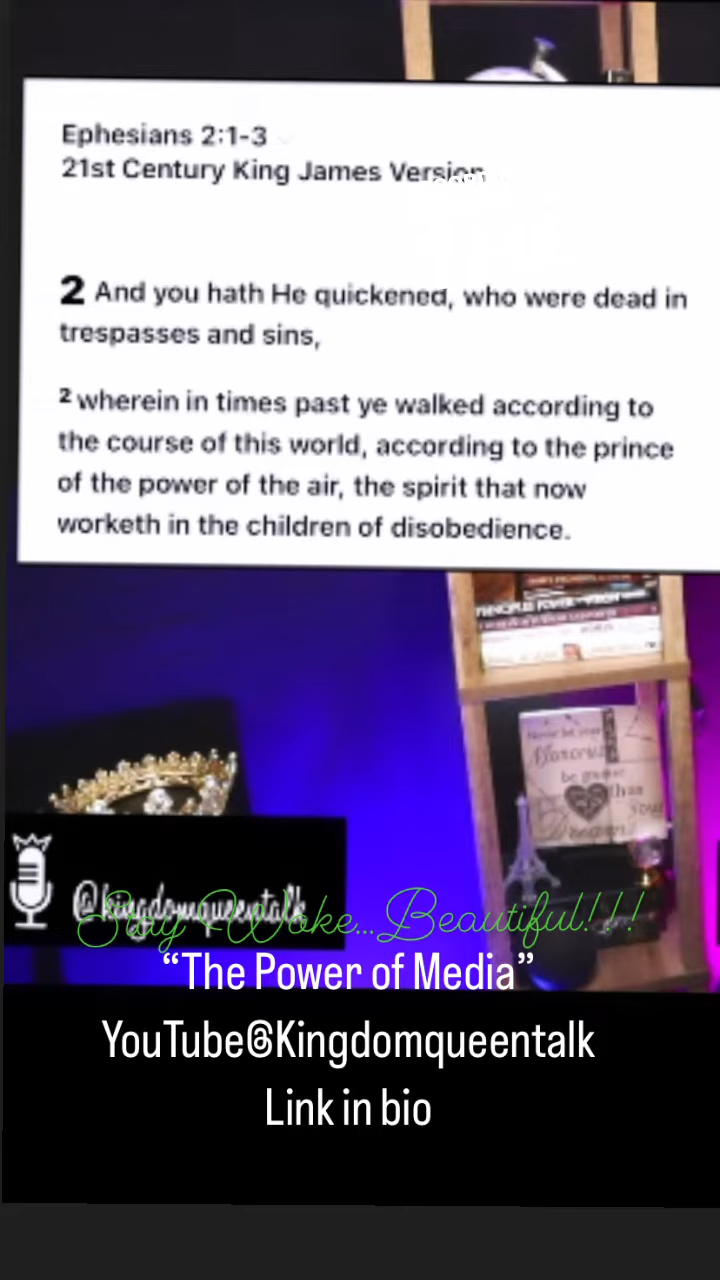 Ephesians 2:1-3
21st Century King James Version
2 And you hath He quickened, who were dead in
trespasses and sins,
2 wherein in times past ye walked according to
the course of this world, according to the prince
of the power of the air, the spirit that now
worketh in the children of disobedience.
be
than
your
@kingdomqueentalk
Stay Woke...Beautiful!!!
“The Power of Media”
YouTube@Kingdomqueentalk
Link in bio